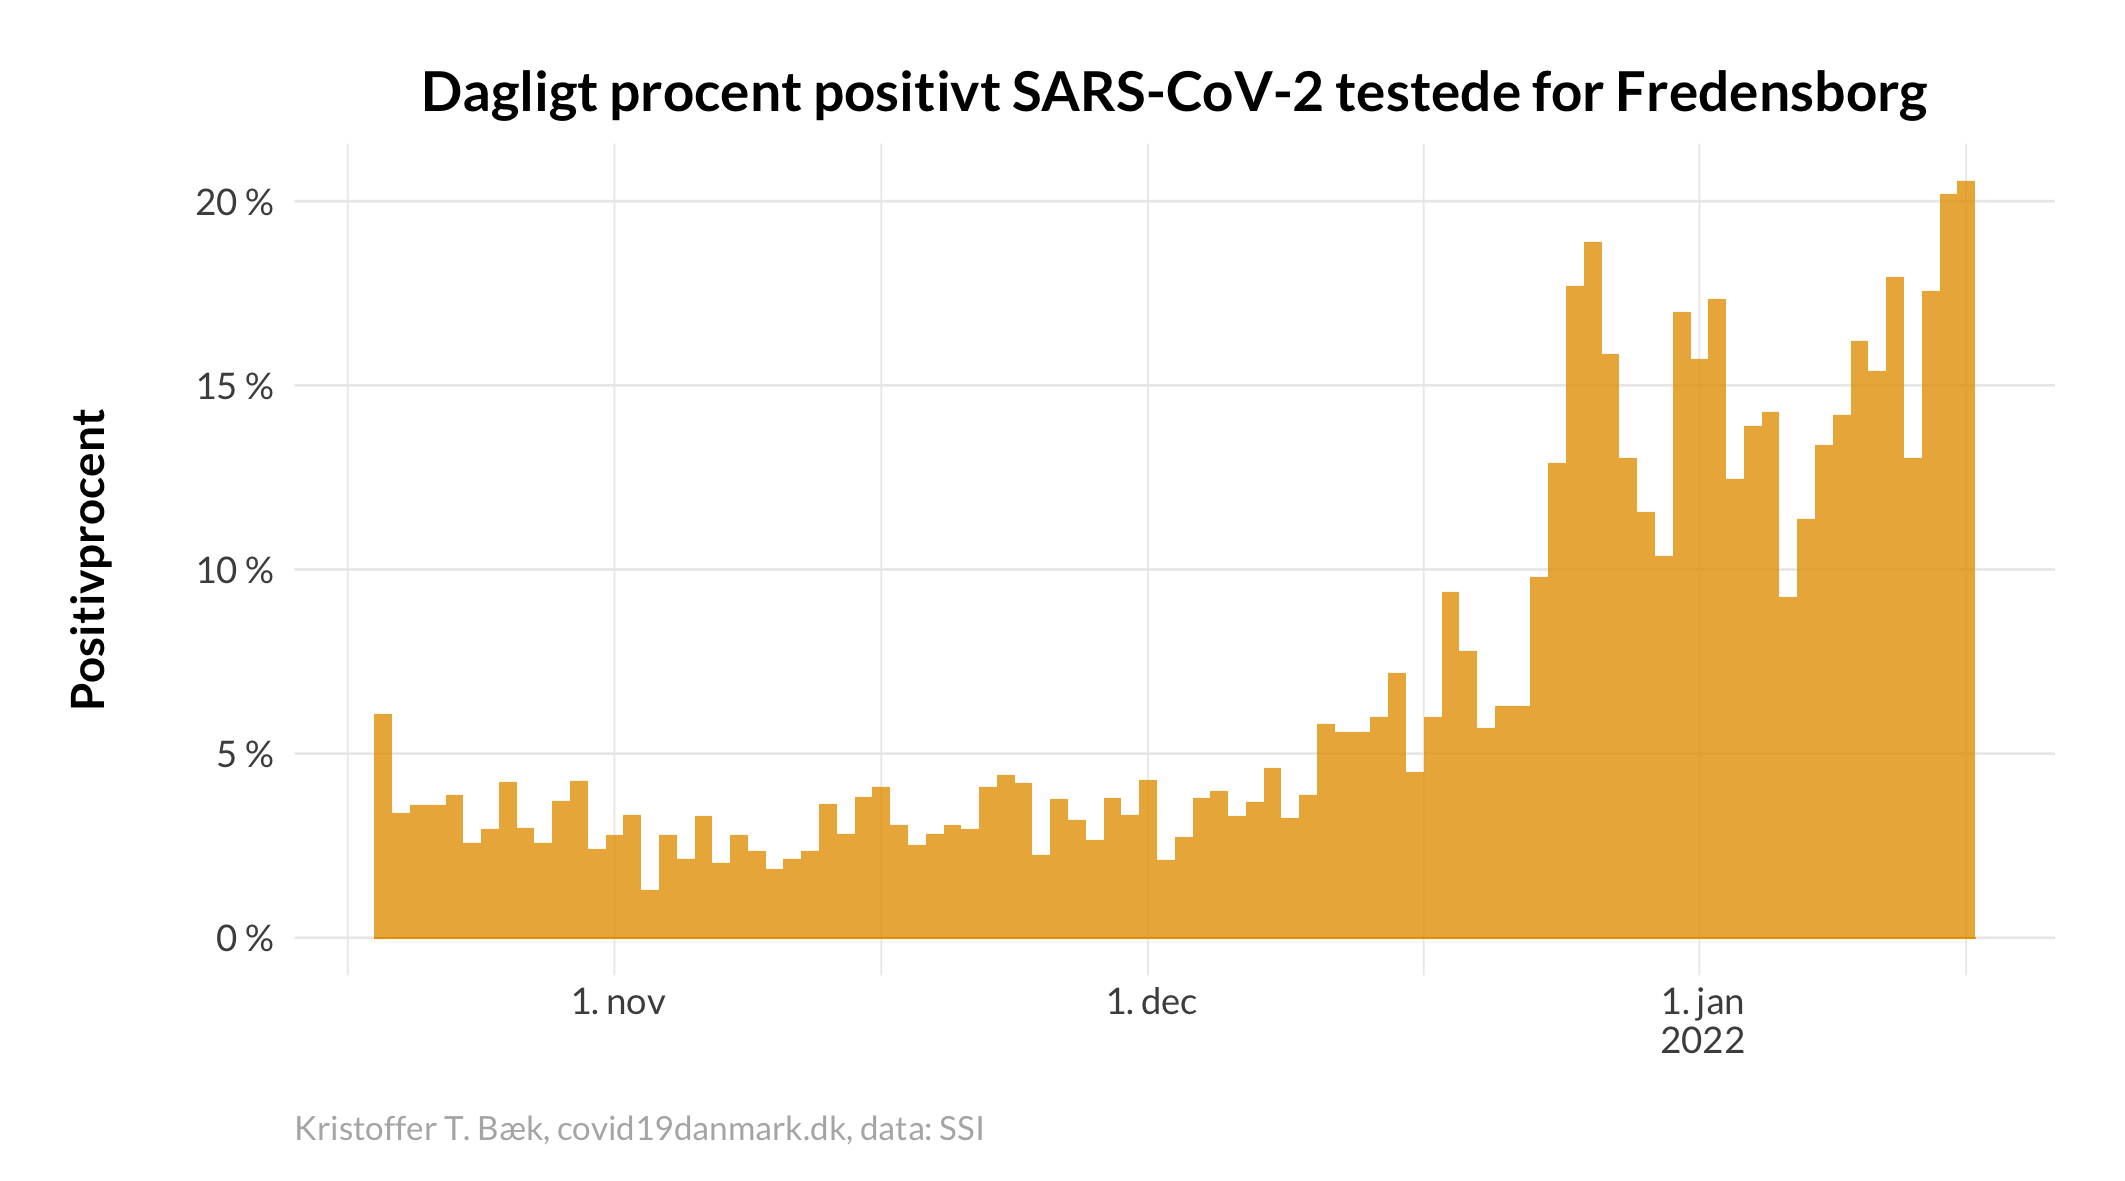 Dagligt procent positivt SARS-CoV-2 testede for Fredensborg
Positivprocent
20 %
15 %
10 %
5 %
0 %
1. nov
1. dec
1. jan
2022
Kristoffer T. Bæk, covid19danmark.dk, data: SSI